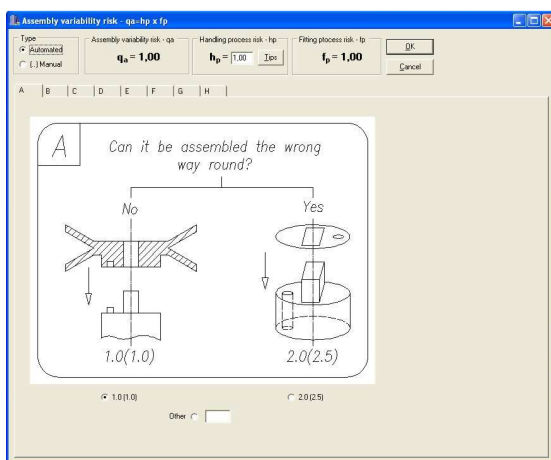 Assembly variability risk - qa=hp x fp
Type
Automated
(..) Manual
Assembly variability risk - qa
qa = 1,00
Handling process risk - hp
hp = 1,00 Tips
Fitting process risk - fp
fp = 1,00
OK
Cancel
A B C D E F G H
A
Can it be assembled the wrong
way round?
No Yes
1.0(1.0) 2.0(2.5)
1.0 (1.0) 2.0 (2.5)
Other